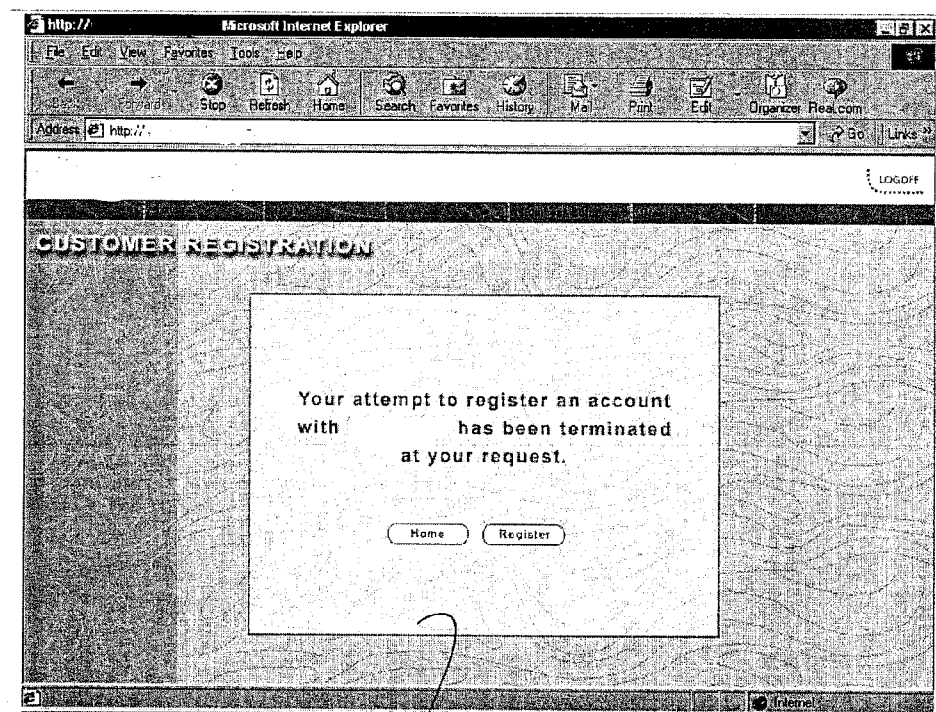 http:// Microsoft Internet Explorer
File Edit View Favorites Tools Help
Back Forward Stop Refresh Home Search Favorites History Mail Print Edit Organizer Real.com
Address http:// Go Links »
LOGOFF
CUSTOMER REGISTRATION
Your attempt to register an account
with has been terminated
at your request.
Home Register
Internet